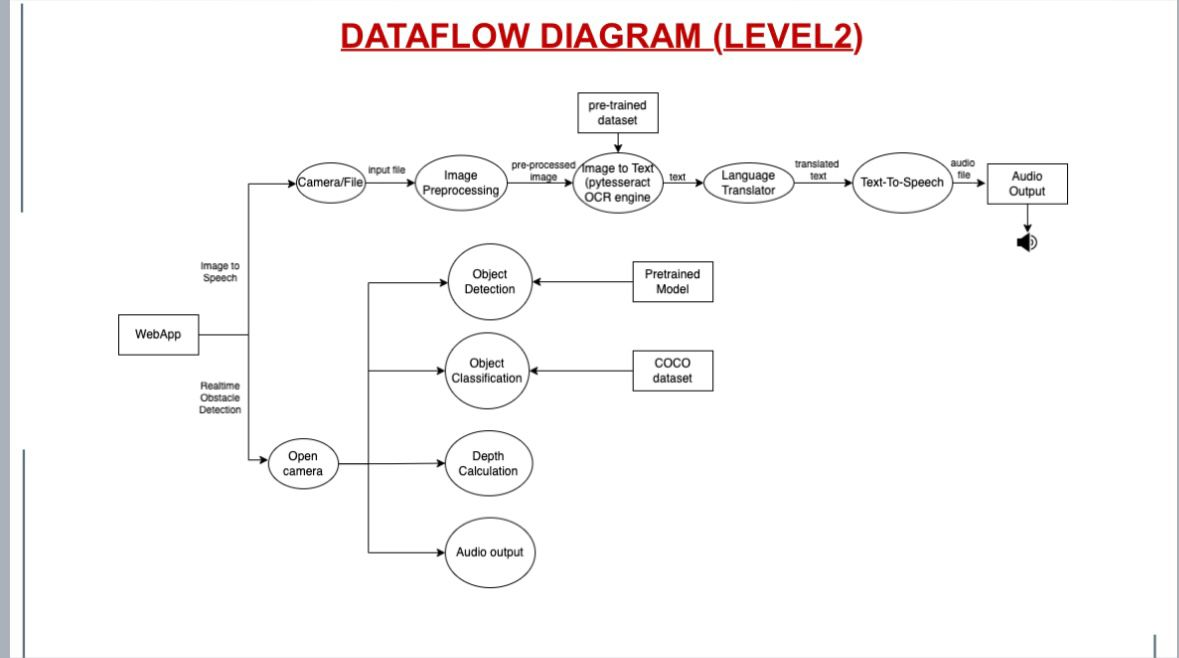 DATAFLOW DIAGRAM (LEVEL2)
pre-trained
dataset
Camera/File
input file
Image
Preprocessing
pre-processed
image
Image to Text
(pytesseract
OCR engine
text
Language
Translator
translated
text
Text-To-Speech
audio
file
Audio
Output
Image to
Speech
WebApp
Realtime
Obstacle
Detection
Open
camera
Object
Detection
Pretrained
Model
Object
Classification
COCO
dataset
Depth
Calculation
Audio output